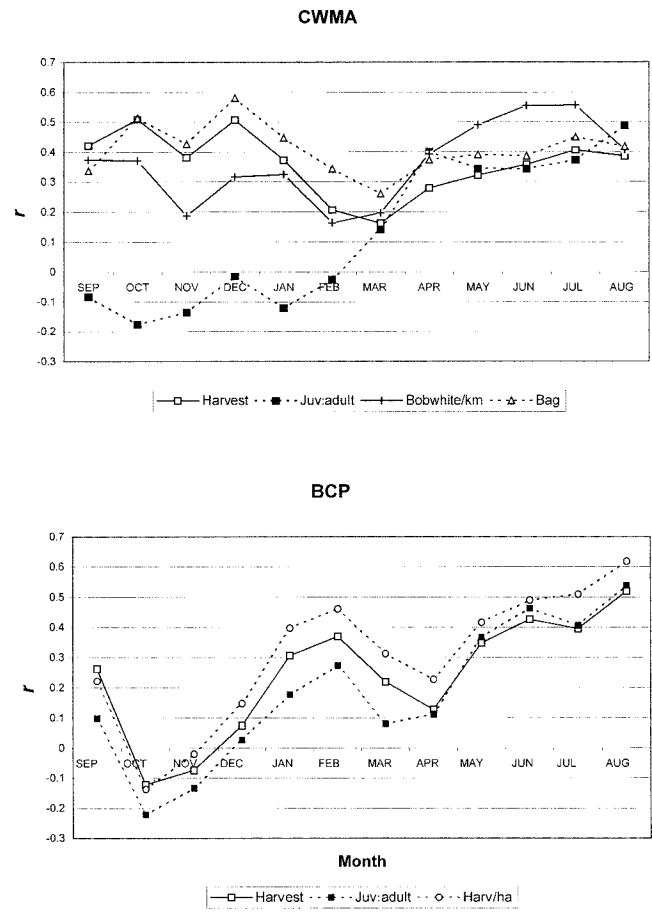 CWMA
0.7
0.6
0.5
0.4
0.3
0.2
0.1
0
-0.1
-0.2
-0.3
r
SEP OCT NOV DEC JAN FEB MAR APR MAY JUN JUL AUG
Harvest Juv:adult Bobwhite/km Bag
BCP
0.7
0.6
0.5
0.4
0.3
0.2
0.1
0
-0.1
-0.2
-0.3
r
SEP OCT NOV DEC JAN FEB MAR APR MAY JUN JUL AUG
Month
Harvest Juv:adult Harv/ha